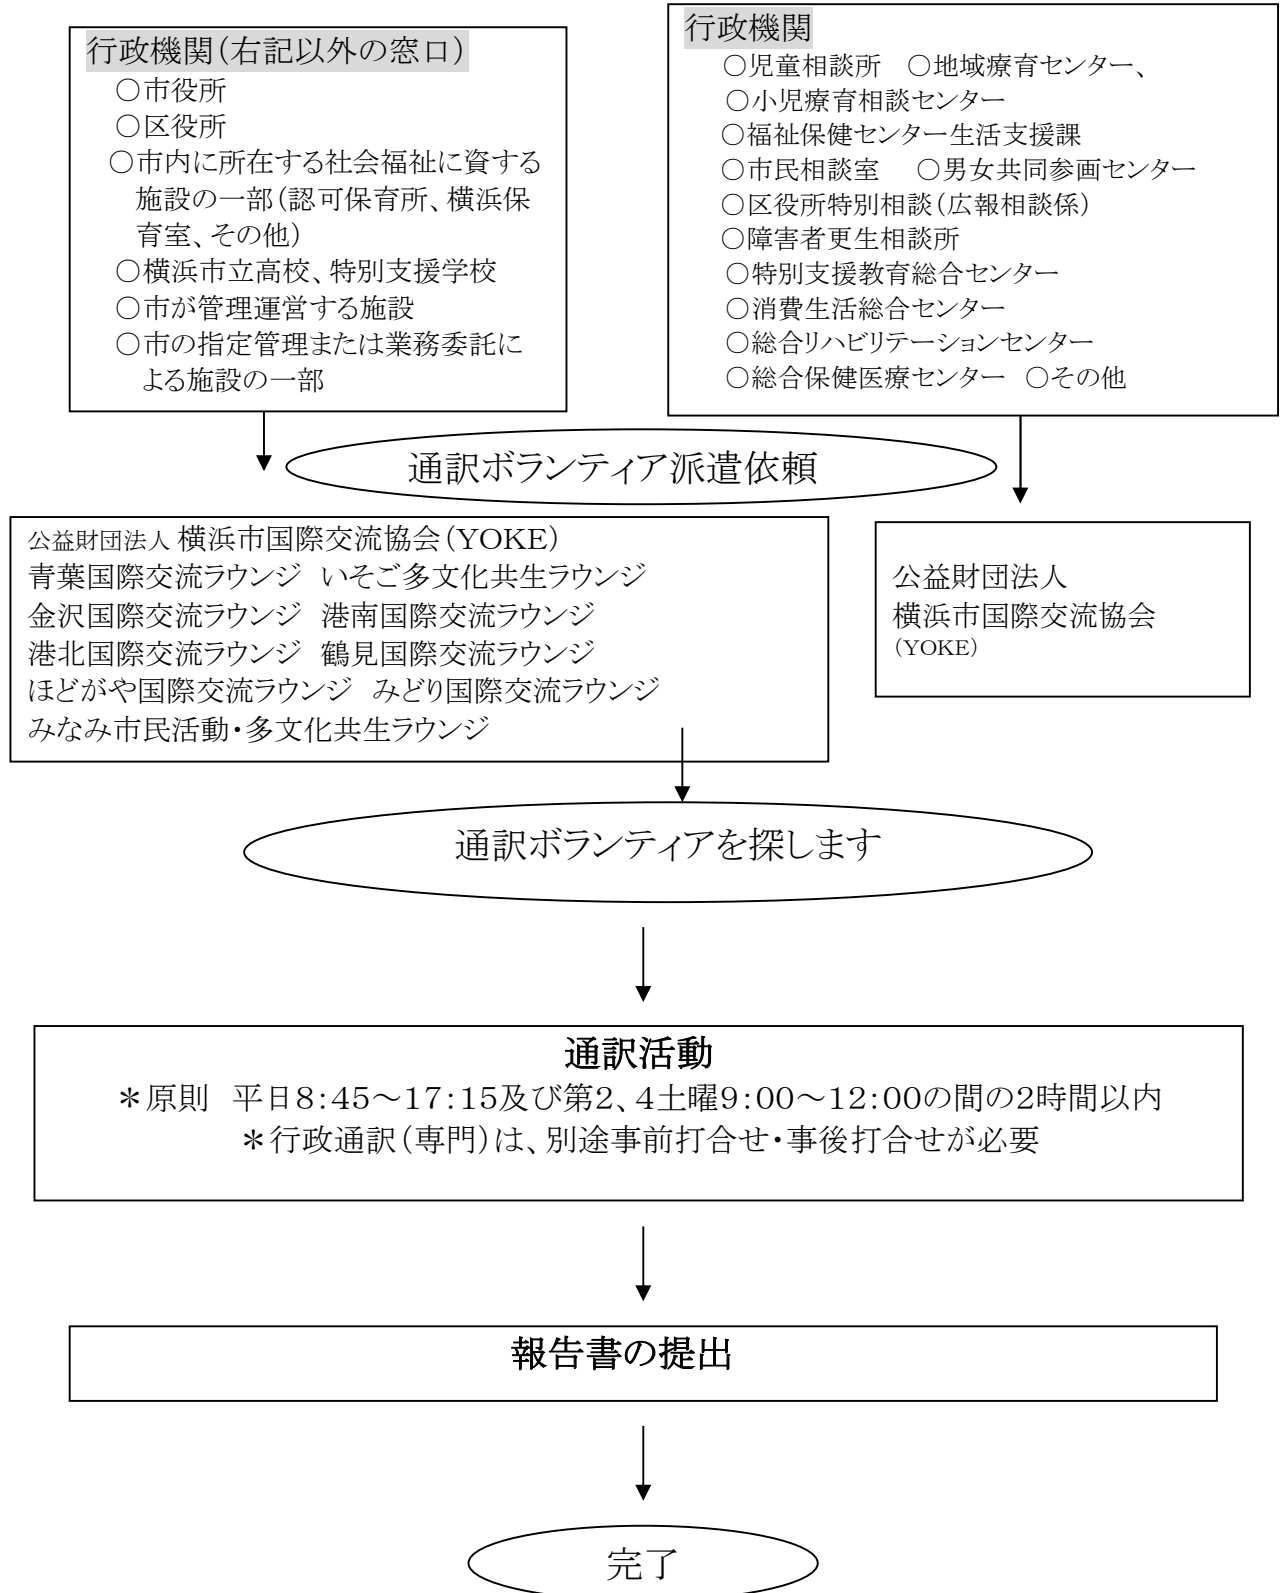 行政機関(右記以外の窓口)
○市役所
○区役所
○市内に所在する社会福祉に資する
施設の一部(認可保育所、横浜保
育室、その他)
○横浜市立高校、特別支援学校
○市が管理運営する施設
○市の指定管理または業務委託に
よる施設の一部
行政機関
○児童相談所 ○地域療育センター、
○小児療育相談センター
○福祉保健センター生活支援課
○市民相談室 ○男女共同参画センター
○区役所特別相談(広報相談係)
○障害者更生相談所
○特別支援教育総合センター
○消費生活総合センター
○総合リハビリテーションセンター
○総合保健医療センター ○その他
通訳ボランティア派遣依頼
公益財団法人 横浜市国際交流協会(YOKE)
青葉国際交流ラウンジ いそご多文化共生ラウンジ
金沢国際交流ラウンジ 港南国際交流ラウンジ
港北国際交流ラウンジ 鶴見国際交流ラウンジ
ほどがや国際交流ラウンジ みどり国際交流ラウンジ
みなみ市民活動・多文化共生ラウンジ
公益財団法人
横浜市国際交流協会
(YOKE)
通訳ボランティアを探します
通訳活動
＊原則 平日8:45～17:15及び第2、4土曜9:00～12:00の間の2時間以内
＊行政通訳(専門)は、別途事前打合せ・事後打合せが必要
報告書の提出
完了